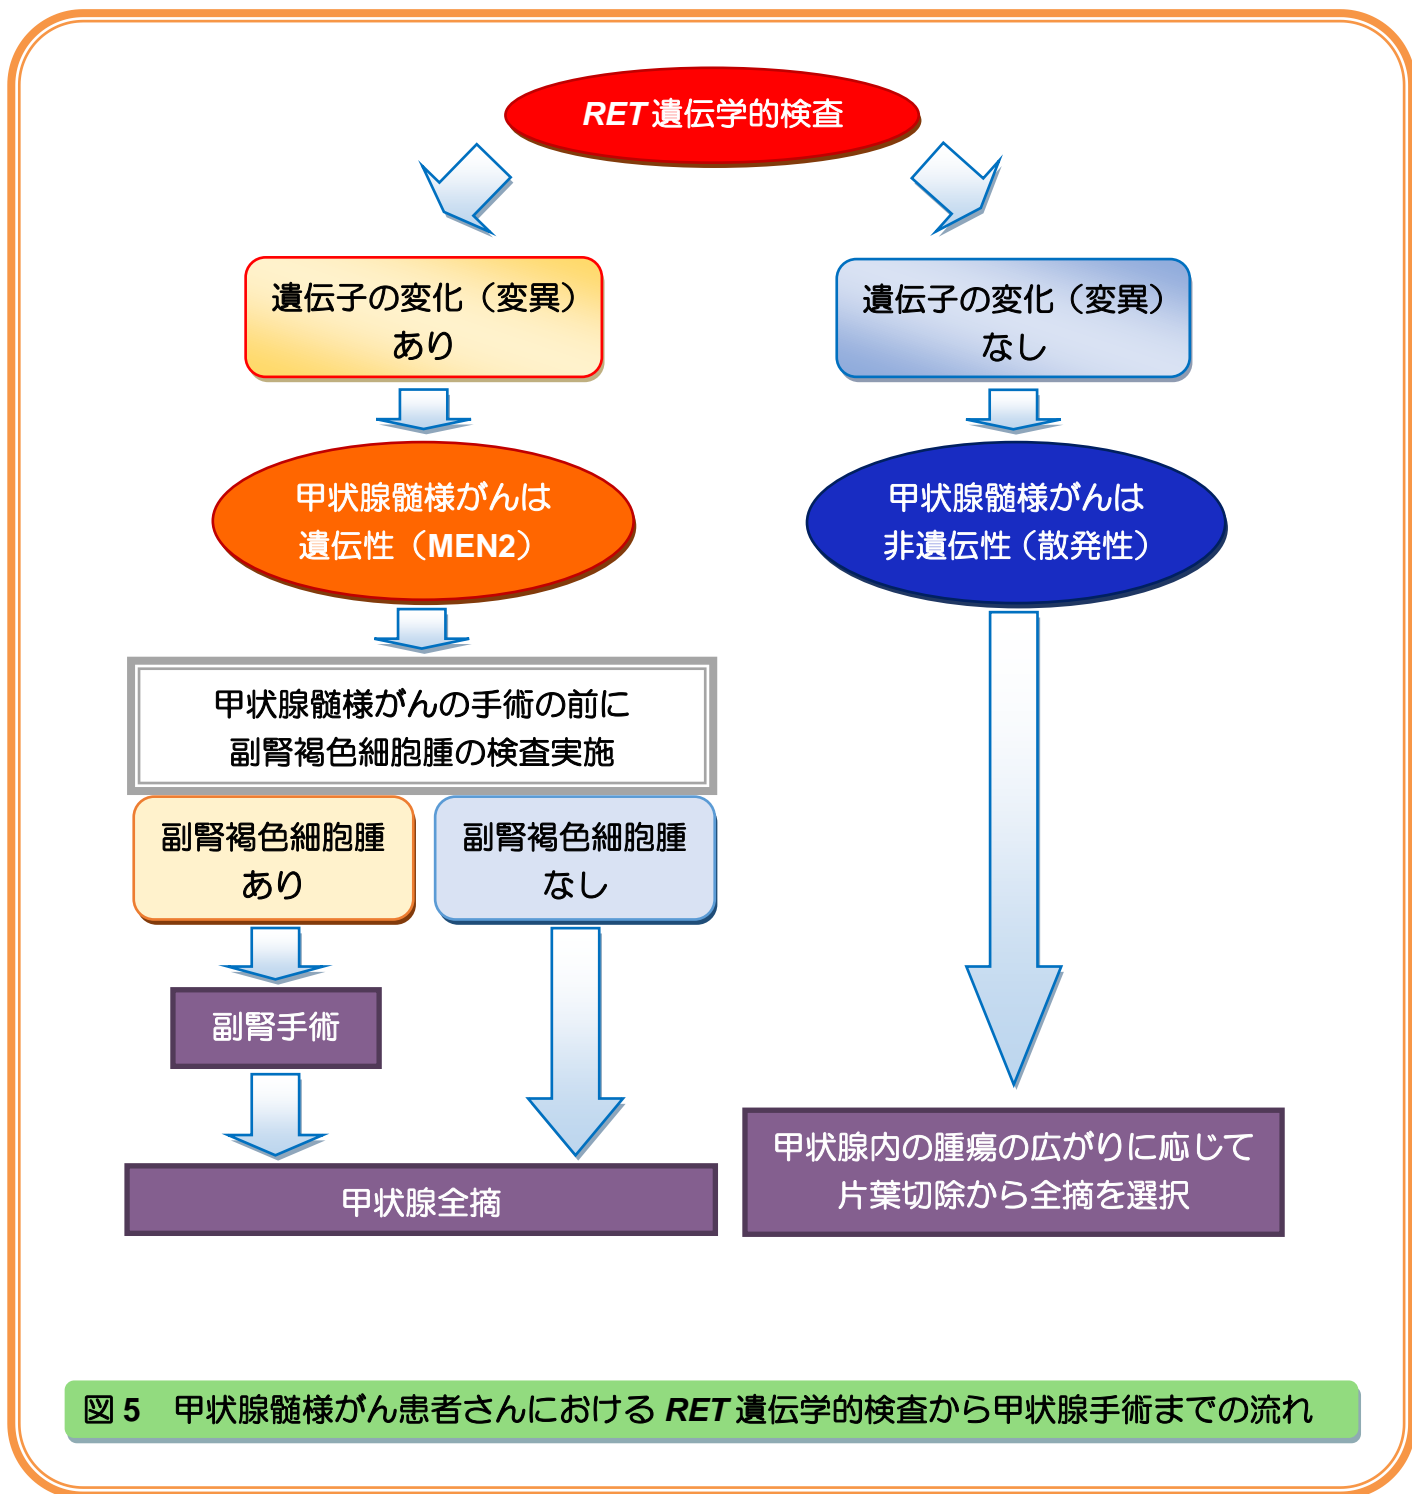 RET 遺伝学的検査
遺伝子の変化（変異）
あり
遺伝子の変化（変異）
なし
甲状腺髄様がんは
遺伝性（MEN2）
甲状腺髄様がんは
非遺伝性（散発性）
甲状腺髄様がんの手術の前に
副腎褐色細胞腫の検査実施
副腎褐色細胞腫
あり
副腎褐色細胞腫
なし
副腎手術
甲状腺全摘
甲状腺内の腫瘍の広がりに応じて
片葉切除から全摘を選択
図 5　甲状腺髄様がん患者さんにおける RET 遺伝学的検査から甲状腺手術までの流れ